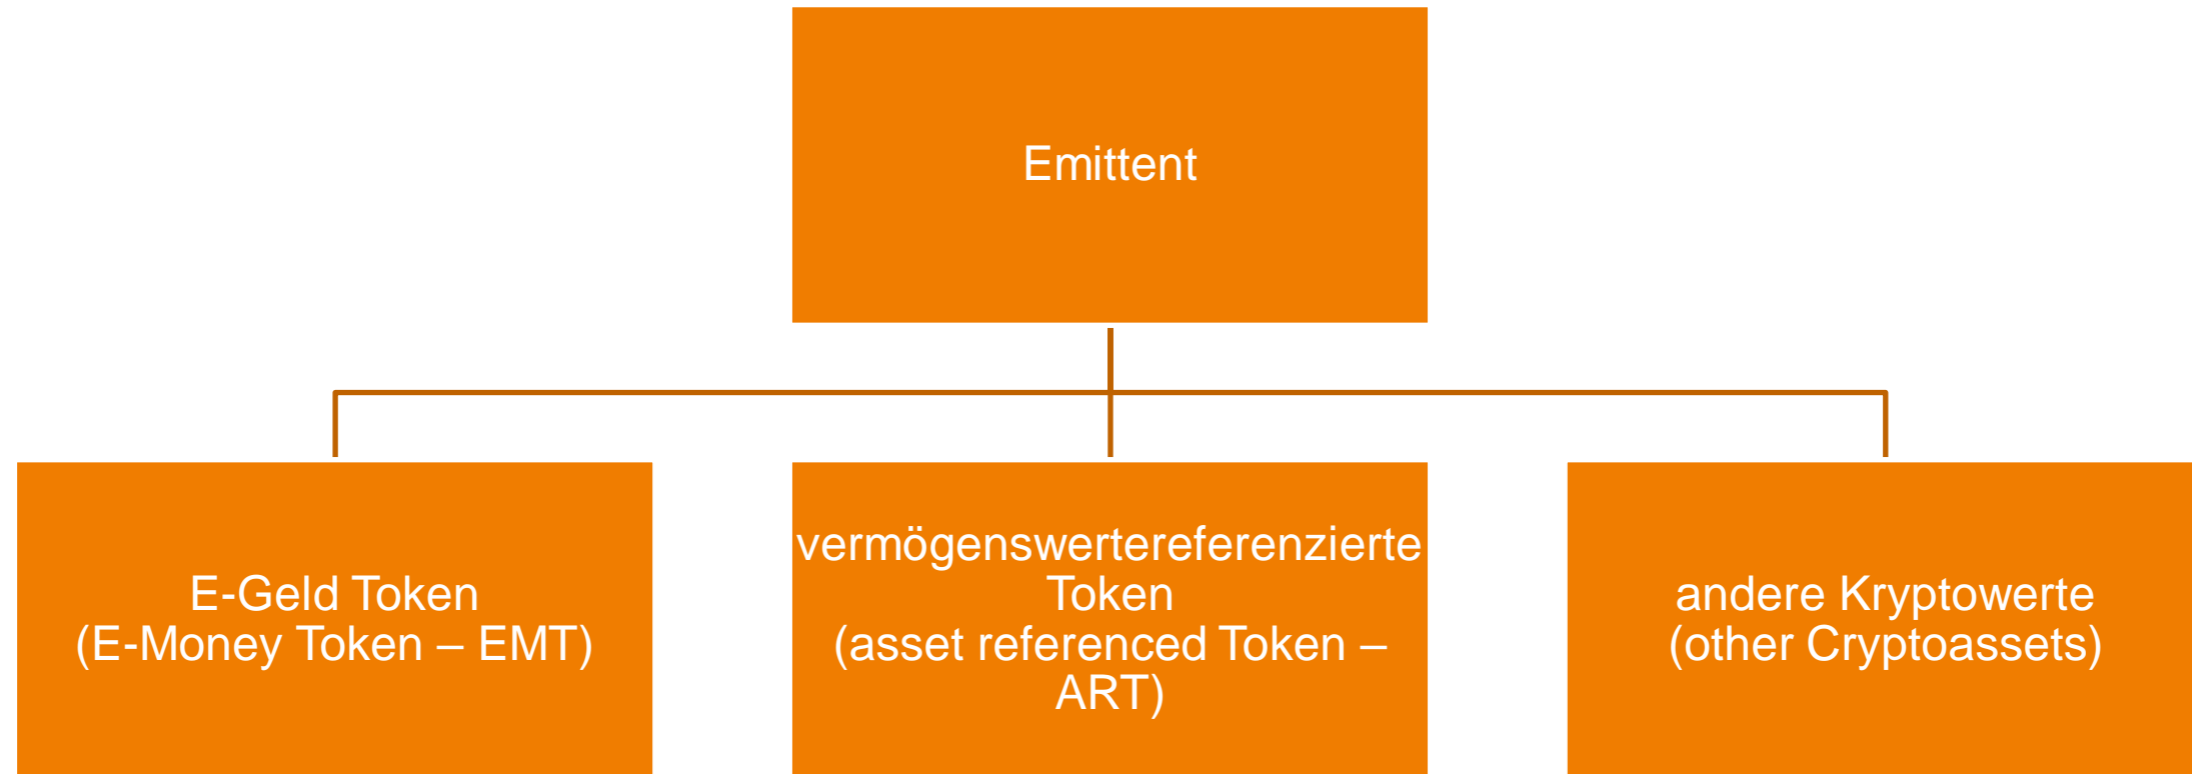 Emittent
E-Geld Token
(E-Money Token – EMT)
vermögenswertereferenzierte
Token
(asset referenced Token –
ART)
andere Kryptowerte
(other Cryptoassets)